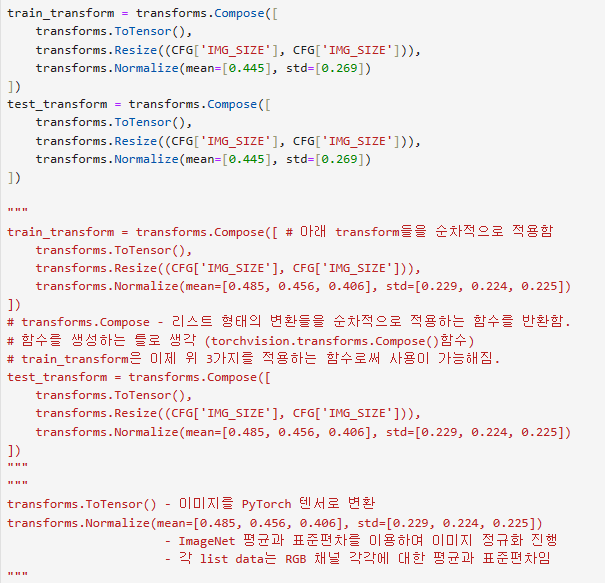 train_transform = transforms.Compose([
    transforms.ToTensor(),
    transforms.Resize((CFG['IMG_SIZE'], CFG['IMG_SIZE'])),
    transforms.Normalize(mean=[0.445], std=[0.269])
])
test_transform = transforms.Compose([
    transforms.ToTensor(),
    transforms.Resize((CFG['IMG_SIZE'], CFG['IMG_SIZE'])),
    transforms.Normalize(mean=[0.445], std=[0.269])
])
"""
train_transform = transforms.Compose([ # 아래 transform들을 순차적으로 적용함
    transforms.ToTensor(),
    transforms.Resize((CFG['IMG_SIZE'], CFG['IMG_SIZE'])),
    transforms.Normalize(mean=[0.485, 0.456, 0.406], std=[0.229, 0.224, 0.225])
])
# transforms.Compose - 리스트 형태의 변환들을 순차적으로 적용하는 함수를 반환함.
# 함수를 생성하는 툴로 생각 (torchvision.transforms.Compose()함수)
# train_transform은 이제 위 3가지를 적용하는 함수로써 사용이 가능해짐.
test_transform = transforms.Compose([
    transforms.ToTensor(),
    transforms.Resize((CFG['IMG_SIZE'], CFG['IMG_SIZE'])),
    transforms.Normalize(mean=[0.485, 0.456, 0.406], std=[0.229, 0.224, 0.225])
])
"""
"""
transforms.ToTensor() - 이미지를 PyTorch 텐서로 변환
transforms.Normalize(mean=[0.485, 0.456, 0.406], std=[0.229, 0.224, 0.225])
                      - ImageNet 평균과 표준편차를 이용하여 이미지 정규화 진행
                      - 각 list data는 RGB 채널 각각에 대한 평균과 표준편차임
"""